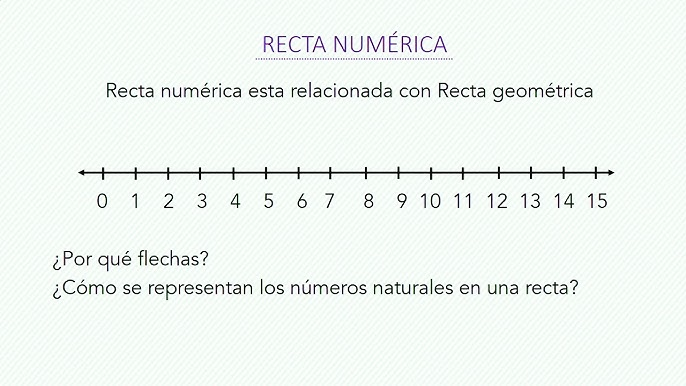 RECTA NUMÉRICA
Recta numérica esta relacionada con Recta geométrica
0 1 2 3 4 5 6 7 8 9 10 11 12 13 14 15
¿Por qué flechas?
¿Cómo se representan los números naturales en una recta?